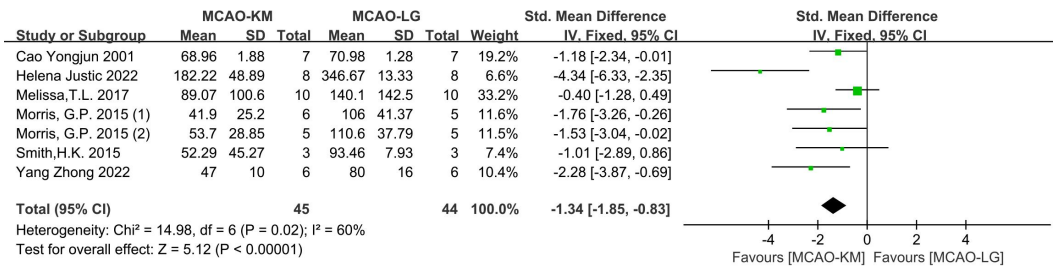 MCAO-KM MCAO-LG Std. Mean Difference Std. Mean Difference
Study or Subgroup Mean SD Total Mean SD Total Weight IV, Fixed, 95% CI IV, Fixed, 95% CI
Cao Yongjun 2001 68.96 1.88 7 70.98 1.28 7 19.2% -1.18 [-2.34, -0.01]
Helena Justic 2022 182.22 48.89 8 346.67 13.33 8 6.6% -4.34 [-6.33, -2.35]
Melissa,T.L. 2017 89.07 100.6 10 140.1 142.5 10 33.2% -0.40 [-1.28, 0.49]
Morris, G.P. 2015 (1) 41.9 25.2 6 106 41.37 5 11.6% -1.76 [-3.26, -0.26]
Morris, G.P. 2015 (2) 53.7 28.85 5 110.6 37.79 5 11.5% -1.53 [-3.04, -0.02]
Smith,H.K. 2015 52.29 45.27 3 93.46 7.93 3 7.4% -1.01 [-2.89, 0.86]
Yang Zhong 2022 47 10 6 80 16 6 10.4% -2.28 [-3.87, -0.69]
Total (95% CI) 45 44 100.0% -1.34 [-1.85, -0.83]
Heterogeneity: Chi² = 14.98, df = 6 (P = 0.02); I² = 60%
Test for overall effect: Z = 5.12 (P < 0.00001)
-4 -2 0 2 4
Favours [MCAO-KM] Favours [MCAO-LG]